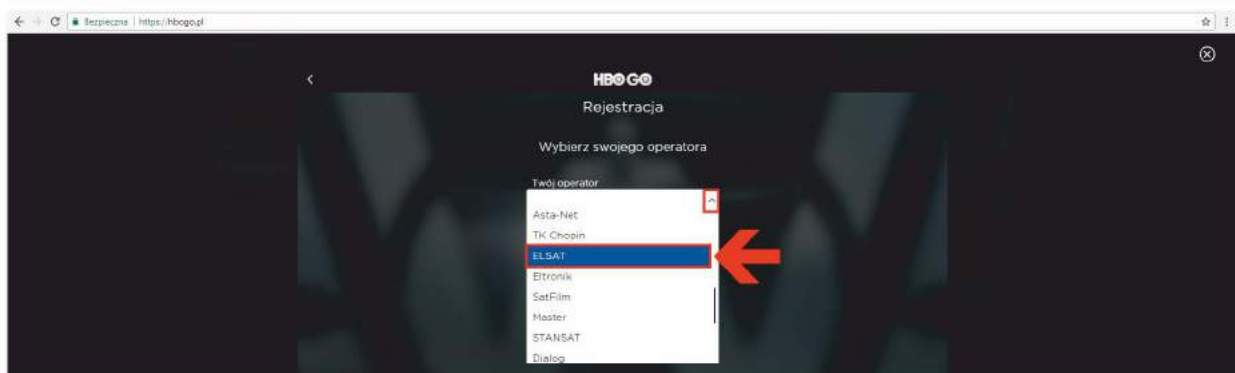 Bezpieczna | https://hbogo.pl
HBO GO
Rejestracja
Wybierz swojego operatora
Twój operator
Asta-Net
TK Chopin
ELSAT
Eltronik
SatFilm
Master
STANSAT
Dialog